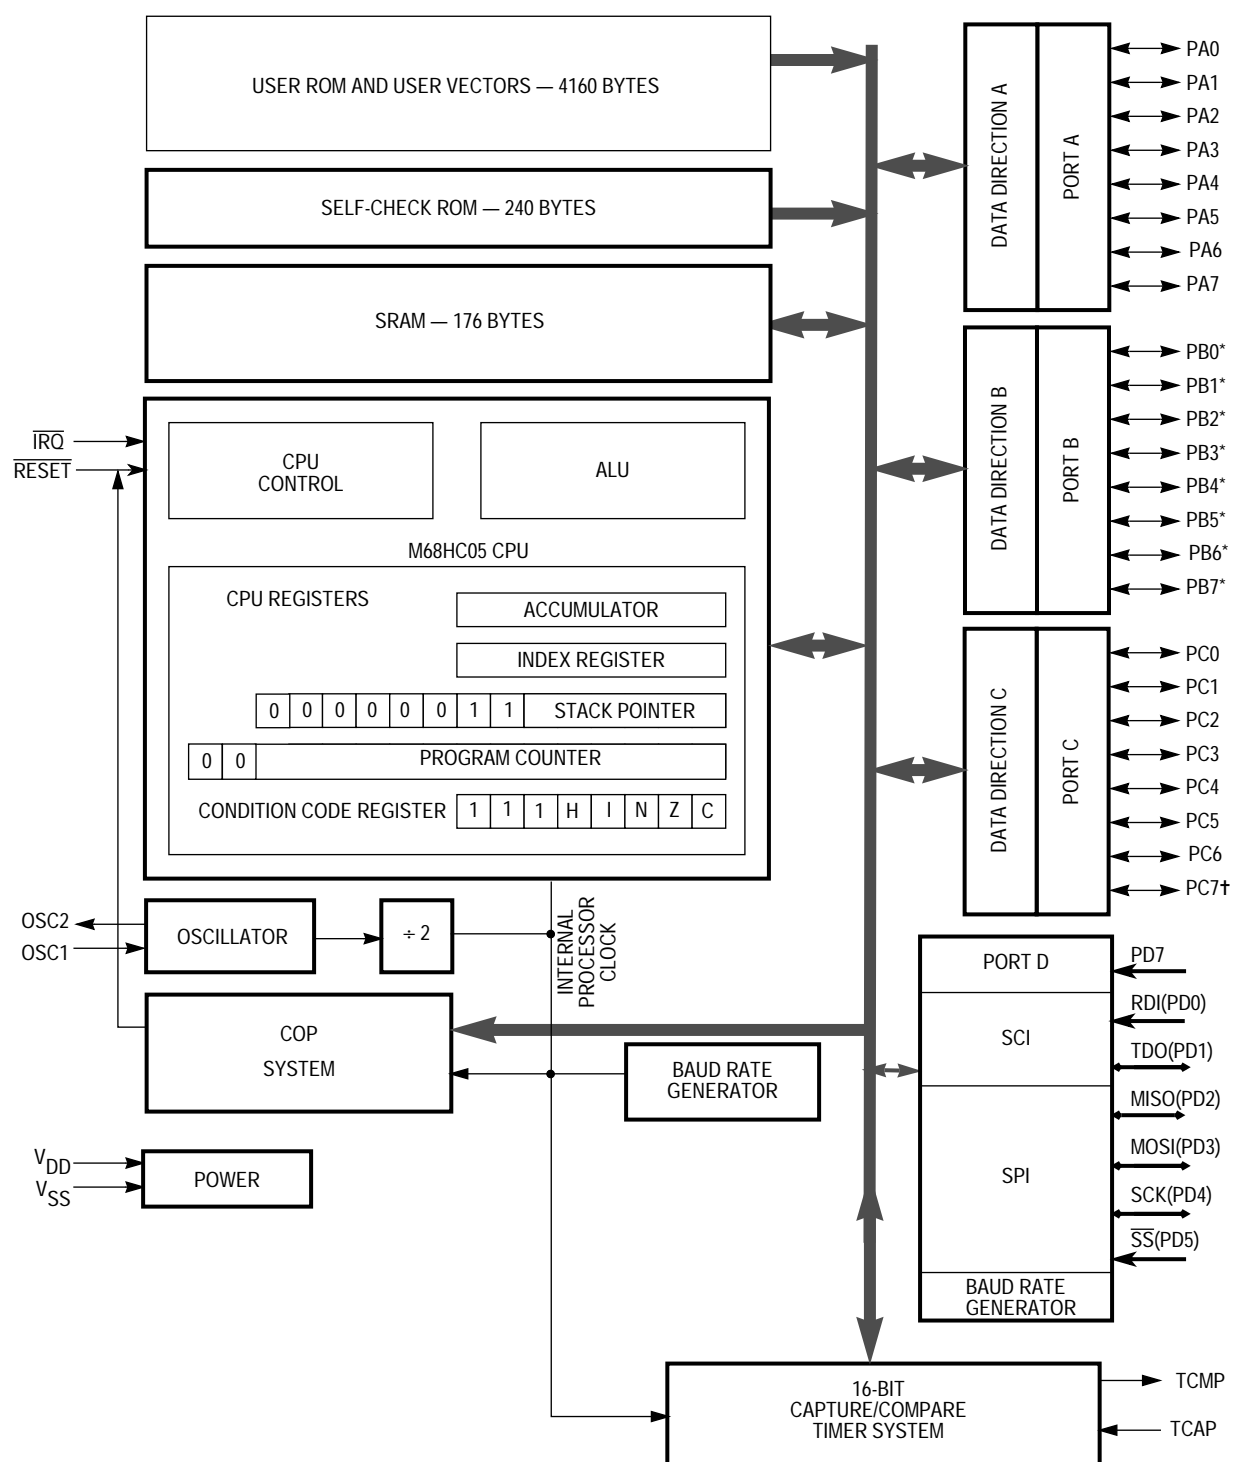 USER ROM AND USER VECTORS — 4160 BYTES
SELF-CHECK ROM — 240 BYTES
SRAM — 176 BYTES
IRQ
RESET
CPU
CONTROL
ALU
M68HC05 CPU
CPU REGISTERS
ACCUMULATOR
INDEX REGISTER
0 0 0 0 0 0 1 1 STACK POINTER
0 0 PROGRAM COUNTER
CONDITION CODE REGISTER 1 1 1 H I N Z C
OSC2
OSC1
OSCILLATOR
÷ 2
INTERNAL
PROCESSOR
CLOCK
COP
SYSTEM
BAUD RATE
GENERATOR
VDD
VSS
POWER
DATA DIRECTION A
PORT A
PA0
PA1
PA2
PA3
PA4
PA5
PA6
PA7
DATA DIRECTION B
PORT B
PB0*
PB1*
PB2*
PB3*
PB4*
PB5*
PB6*
PB7*
DATA DIRECTION C
PORT C
PC0
PC1
PC2
PC3
PC4
PC5
PC6
PC7†
PORT D
PD7
SCI
RDI(PD0)
TDO(PD1)
SPI
MISO(PD2)
MOSI(PD3)
SCK(PD4)
SS(PD5)
BAUD RATE
GENERATOR
16-BIT
CAPTURE/COMPARE
TIMER SYSTEM
TCMP
TCAP